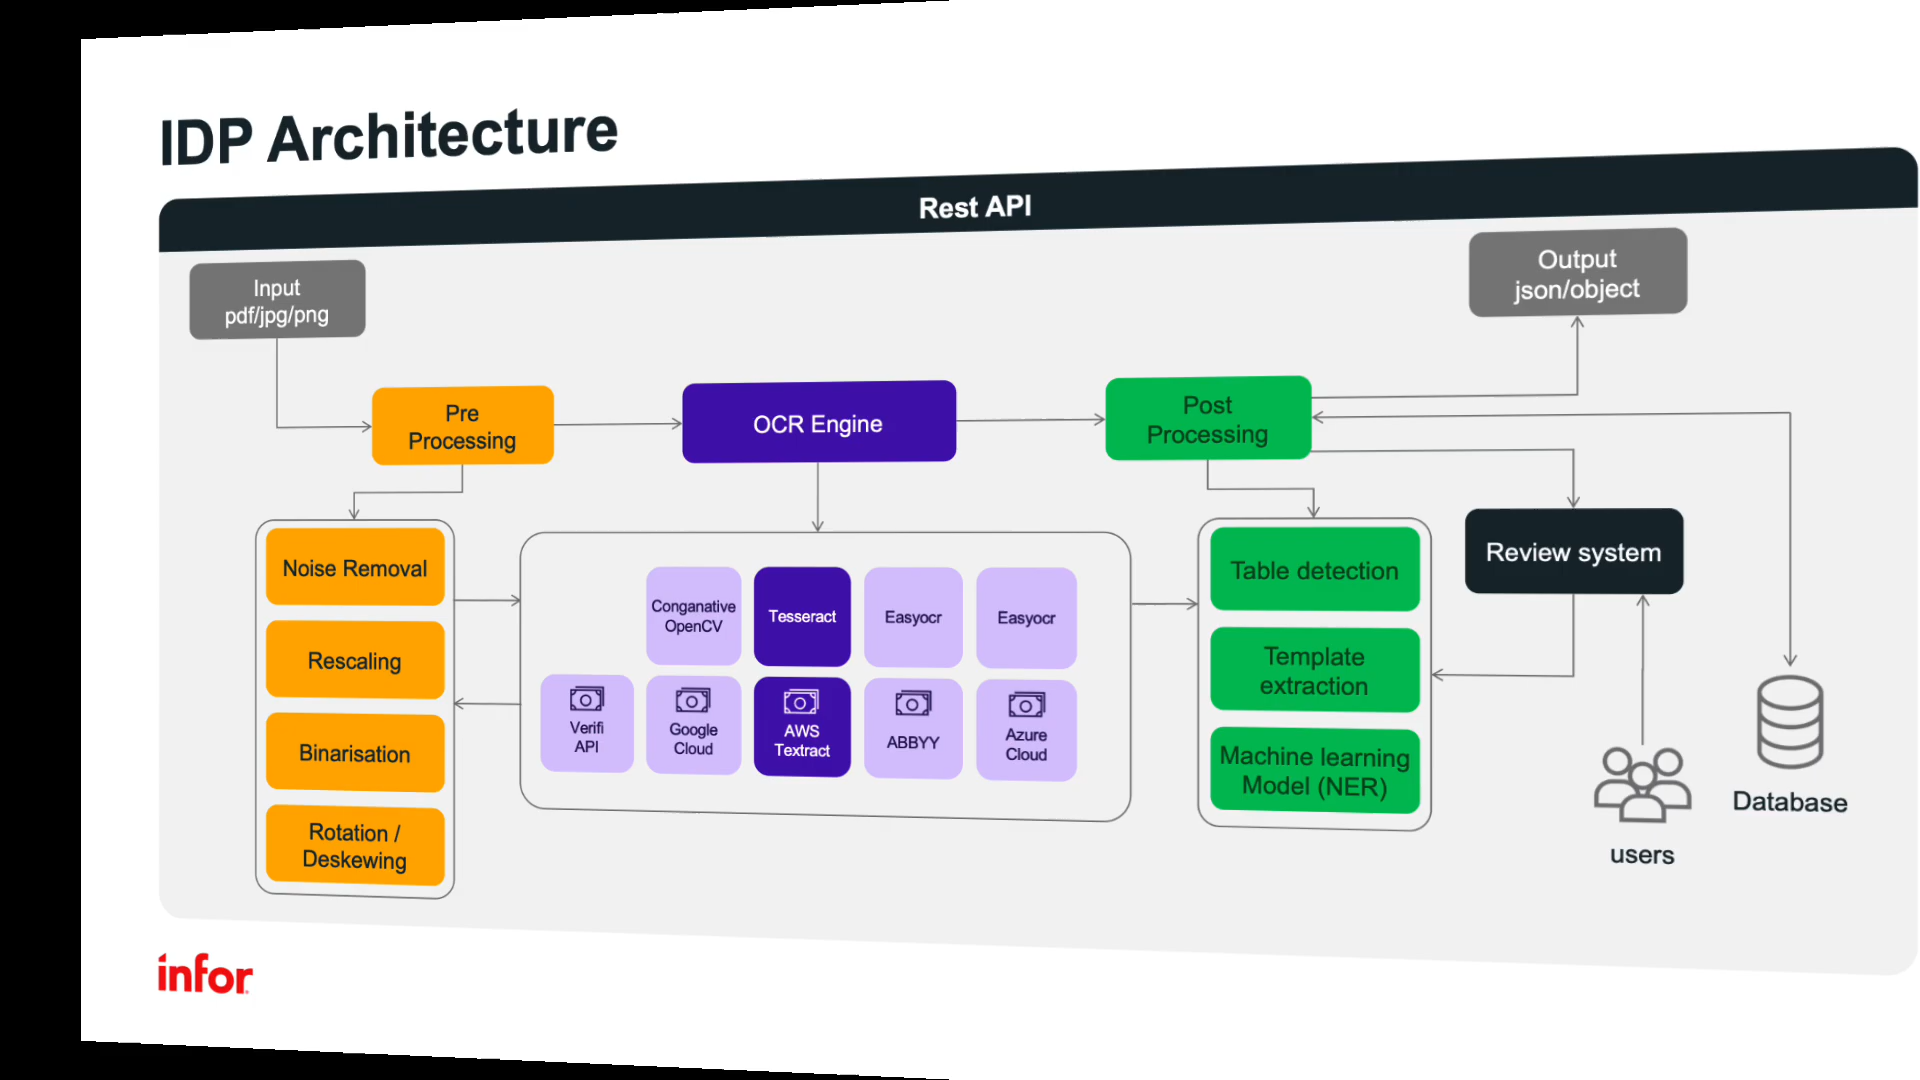 IDP Architecture
Rest API
Input
pdf/jpg/png
Output
json/object
Pre
Processing
OCR Engine
Post
Processing
Noise Removal
Rescaling
Binarisation
Rotation /
Deskewing
Conganative
OpenCV
Tesseract
Easyocr
Easyocr
Verifi
API
Google
Cloud
AWS
Textract
ABBYY
Azure
Cloud
Table detection
Template
extraction
Machine learning
Model (NER)
Review system
users
Database
infor